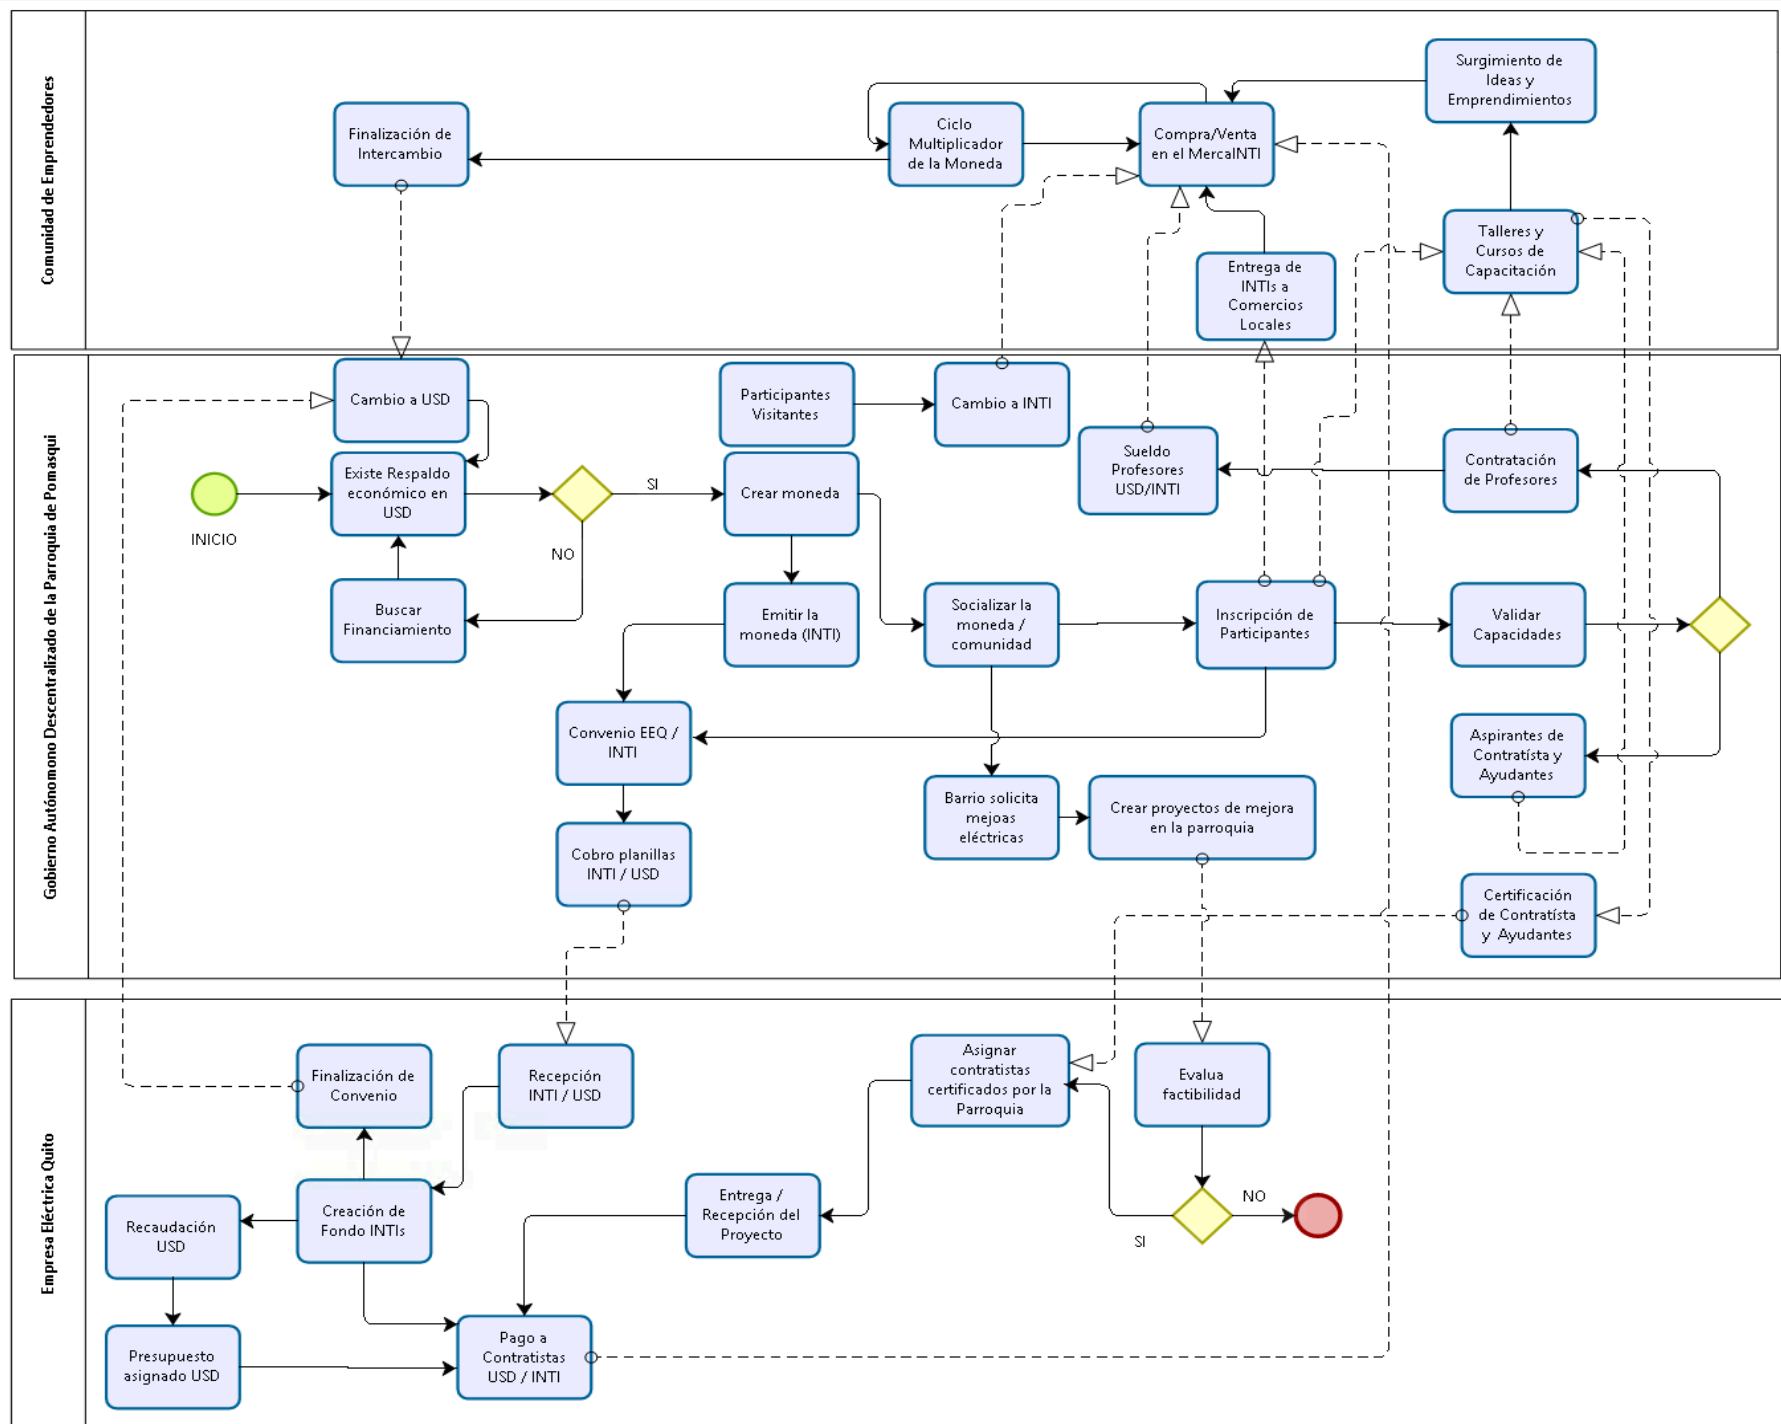 Comunidad de Emprendedores
Surgimiento de
Ideas y
Emprendimientos
Finalización de
Intercambio
Ciclo
Multiplicador
de la Moneda
Compra/Venta
en el MercaINTI
Talleres y
Cursos de
Capacitación
Entrega de
INTIs a
Comercios
Locales
Gobierno Autónomono Descentralizado de la Parroquia de Pomasqui
Cambio a USD
Participantes
Visitantes
Cambio a INTI
Sueldo
Profesores
USD/INTI
Contratación
de Profesores
INICIO
Existe Respaldo
económico en
USD
SI
NO
Crear moneda
Buscar
Financiamiento
Emitir la
moneda (INTI)
Socializar la
moneda /
comunidad
Inscripción de
Participantes
Validar
Capacidades
Convenio EEQ /
INTI
Aspirantes de
Contratísta y
Ayudantes
Barrio solicita
mejoas
eléctricas
Crear proyectos de mejora
en la parroquia
Cobro planillas
INTI / USD
Certificación
de Contratísta
y Ayudantes
Empresa Eléctrica Quito
Finalización de
Convenio
Recepción
INTI / USD
Asignar
contratistas
certificados por la
Parroquia
Evalua
factibilidad
Recaudación
USD
Creación de
Fondo INTIs
Entrega /
Recepción del
Proyecto
NO
SI
Presupuesto
asignado USD
Pago a
Contratistas
USD / INTI